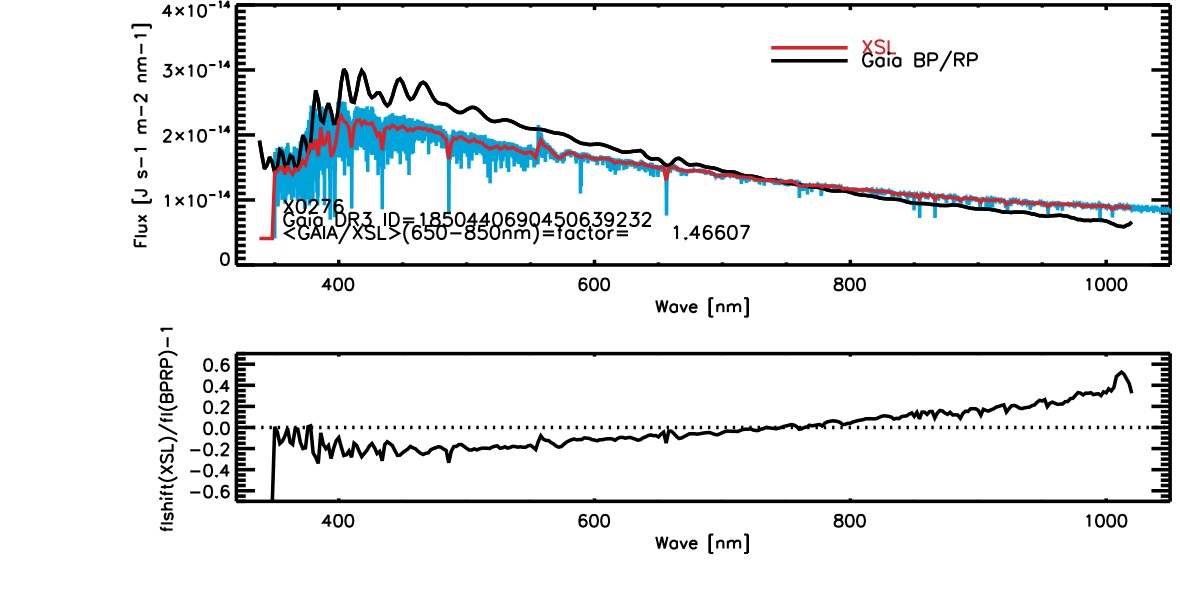 4×10−14
3×10−14
2×10−14
1×10−14
0
Flux [J s−1 m−2 nm−1]
XSL
Gaia BP/RP
X0276
Gaia DR3 ID=1850440690450639232
<GAIA/XSL>(650−850nm)=factor= 1.46607
400 600 800 1000
Wave [nm]
flshift(XSL)/fl(BPRP)−1
0.6
0.4
0.2
0.0
−0.2
−0.4
−0.6
400 600 800 1000
Wave [nm]